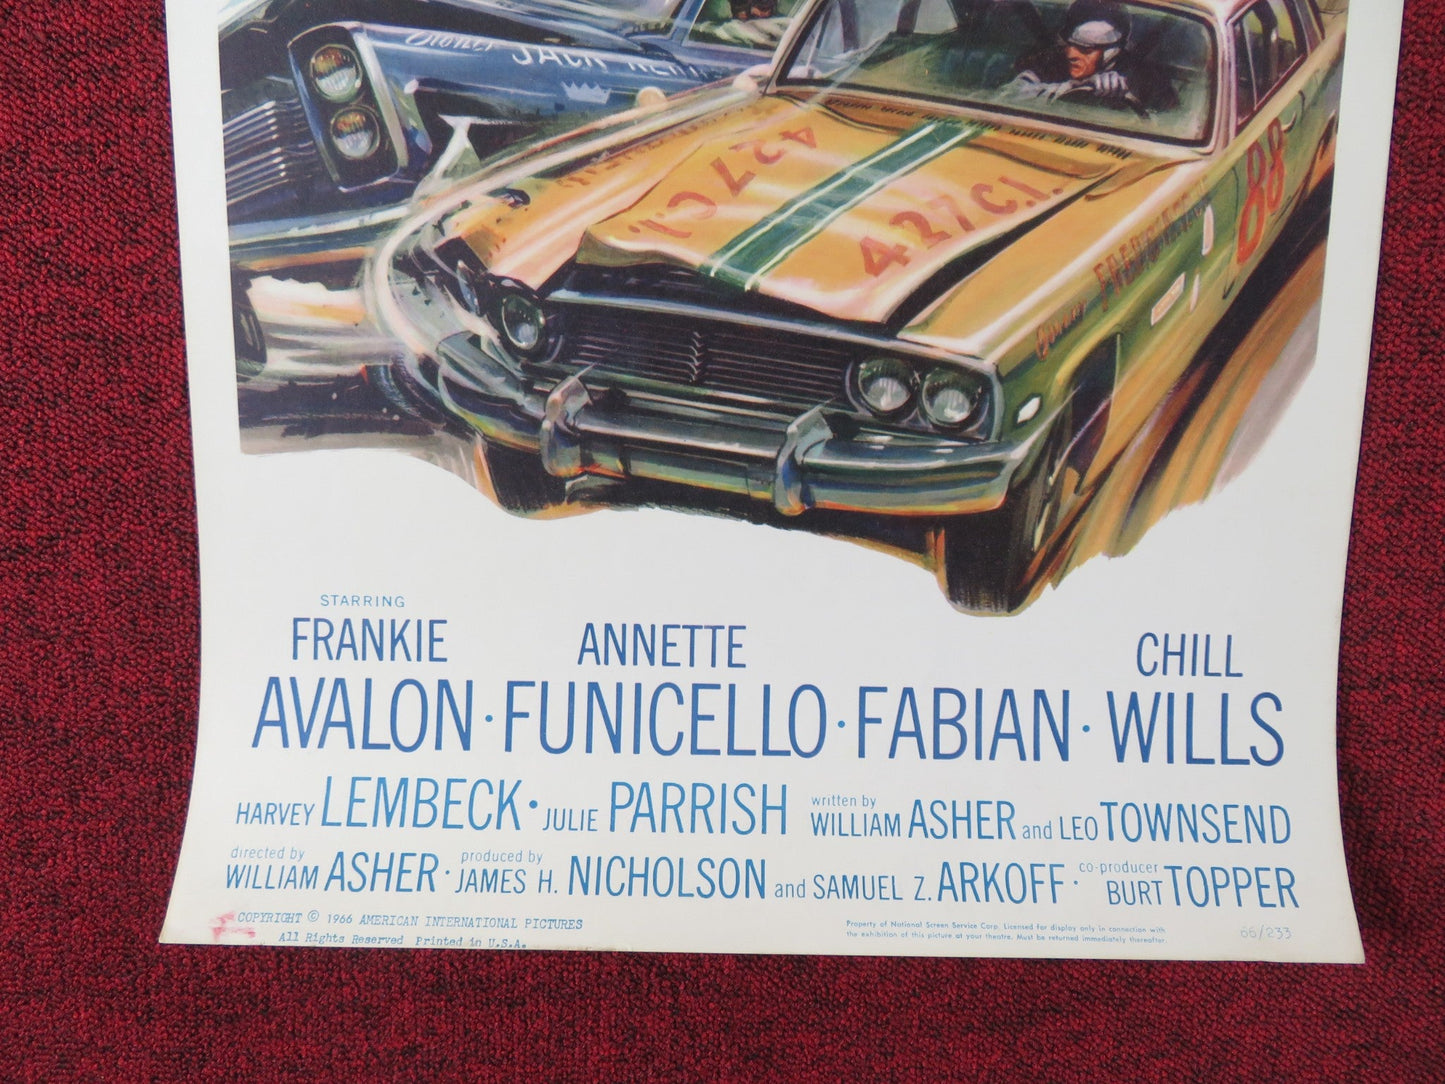 Driver JACK
427 C.I.
427 C.I.
88
STARRING
FRANKIE AVALON · ANNETTE FUNICELLO · FABIAN · CHILL WILLS
HARVEY LEMBECK · JULIE PARRISH written by WILLIAM ASHER and LEO TOWNSEND
directed by WILLIAM ASHER · produced by JAMES H. NICHOLSON and SAMUEL Z. ARKOFF · co-producer BURT TOPPER
COPYRIGHT © 1966 AMERICAN INTERNATIONAL PICTURES
All Rights Reserved Printed in U.S.A.
Property of National Screen Service Corp. Licensed for display only in connection with
the exhibition of this picture at your theatre. Must be returned immediately thereafter
66/233